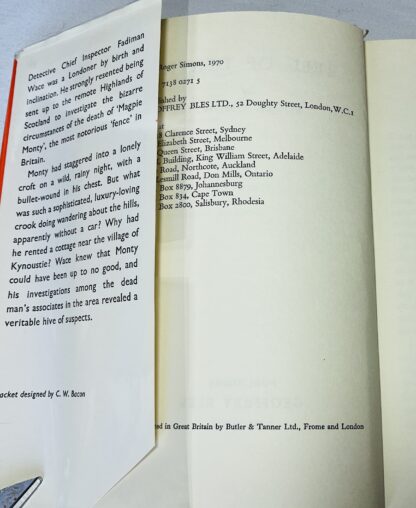 Detective Chief Inspector Fadiman
Wace was a Londoner by birth and
inclination. He strongly resented being
sent up to the remote Highlands of
Scotland to investigate the bizarre
circumstances of the death of 'Magpie
Monty', the most notorious 'fence' in
Britain.
Monty had staggered into a lonely
croft on a wild, rainy night, with a
bullet-wound in his chest. But what
was such a sophisticated, luxury-loving
crook doing wandering about the hills,
apparently without a car? Why had
he rented a cottage near the village of
Kynoustie? Wace knew that Monty
could have been up to no good, and
his investigations among the dead
man's associates in the area revealed a
veritable hive of suspects.
acket designed by C. W. Bacon
Roger Simons, 1970
7138 0271 5
lished by
OFFREY BLES LTD., 52 Doughty Street, London, W.C.1
at
Clarence Street, Sydney
Elizabeth Street, Melbourne
Queen Street, Brisbane
C Building, King William Street, Adelaide
Road, Northcote, Auckland
Lesmill Road, Don Mills, Ontario
Box 8879, Johannesburg
Box 834, Cape Town
Box 2800, Salisbury, Rhodesia
ed in Great Britain by Butler & Tanner Ltd., Frome and London